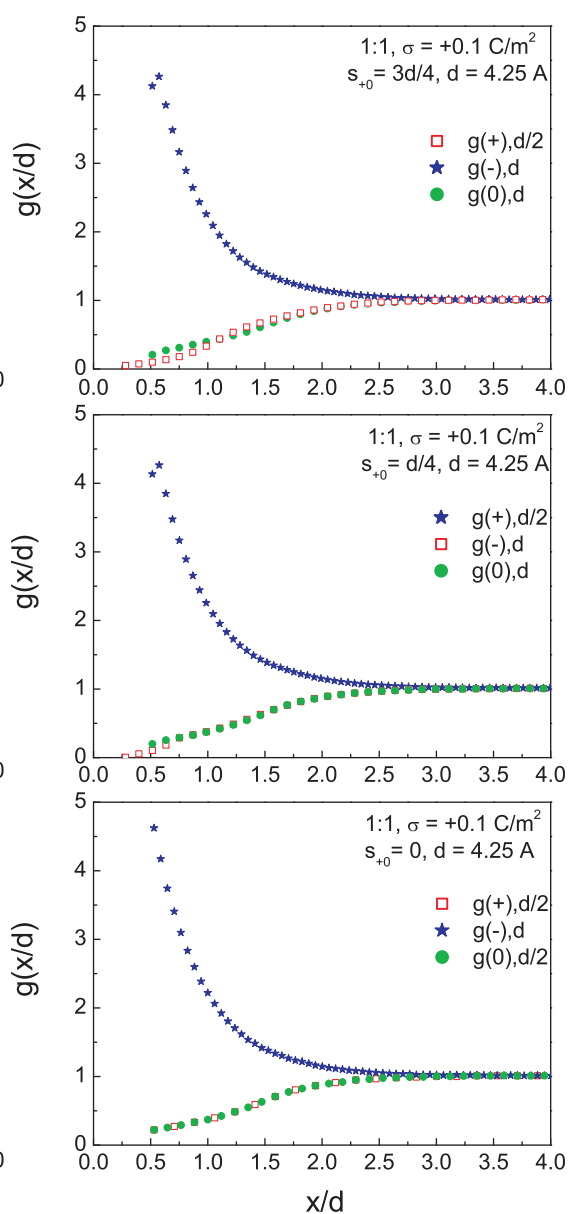 5
1:1, σ = +0.1 C/m²
s₊₀= 3d/4, d = 4.25 A
4
g(+),d/2
g(-),d
g(0),d
3
g(x/d)
2
1
0
0
0.0 0.5 1.0 1.5 2.0 2.5 3.0 3.5 4.0
5
1:1, σ = +0.1 C/m²
s₊₀= d/4, d = 4.25 A
4
g(+),d/2
g(-),d
g(0),d
3
g(x/d)
2
1
0
0
0.0 0.5 1.0 1.5 2.0 2.5 3.0 3.5 4.0
5
1:1, σ = +0.1 C/m²
s₊₀= 0, d = 4.25 A
4
g(+),d/2
g(-),d
g(0),d/2
3
g(x/d)
2
1
0
0
0.0 0.5 1.0 1.5 2.0 2.5 3.0 3.5 4.0
x/d